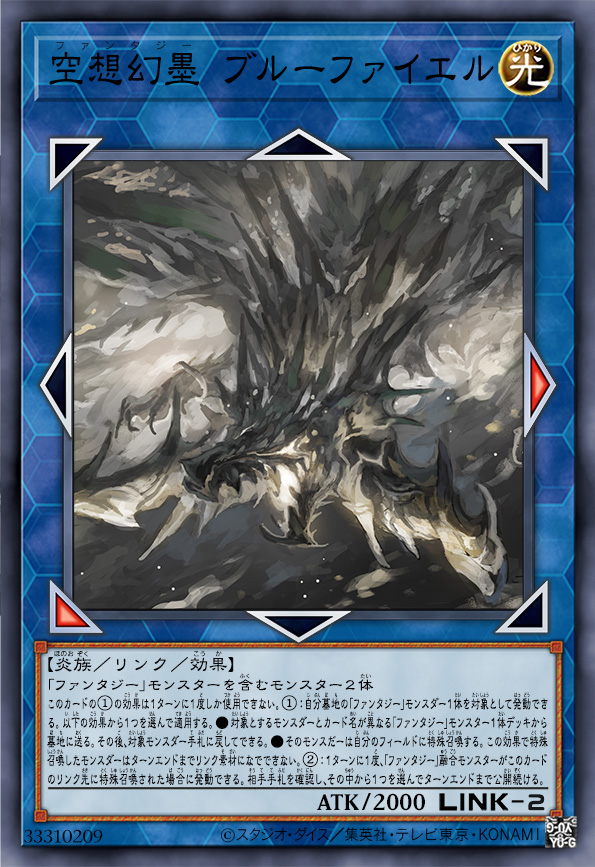 ファンタジー
空想幻墨 ブルーファイエル
ひかり
光
【炎族／リンク／効果】
「ファンタジー」モンスターを含むモンスター２体
このカードの①の効果は1ターンに1度しか使用できない。①：自分墓地の「ファンタジー」モンスター1体を対象として発動でき
る。以下の効果から1つを選んで適用する。●対象とするモンスターとカード名が異なる「ファンタジー」モンスター1体デッキから
墓地に送る。その後、対象モンスター手札に戻してできる。●そのモンスだーは自分のフィールドに特殊召喚する。この効果で特殊
召喚したモンスターはターンエンドまでリンク素材になでできない。②：1ターンに1度、「ファンタジー」融合モンスターがこのカード
のリンク光に特殊召喚された場合に発動できる。相手手札を確認し、その中から1つを選んでターンエンドまで公開続ける。
ATK/2000 LINK-2
33310209 ©スタジオ・ダイス／集英社・テレビ東京・KONAMI